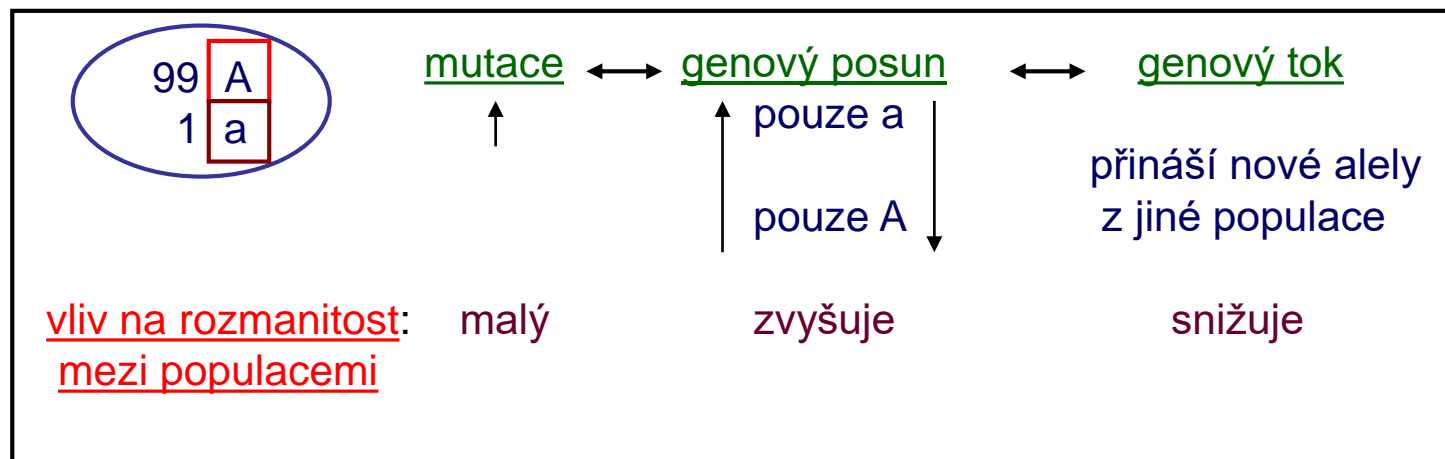 99 A
1 a
mutace genový posun genový tok
pouze a
přináší nové alely
pouze A z jiné populace
vliv na rozmanitost: malý zvyšuje snižuje
mezi populacemi